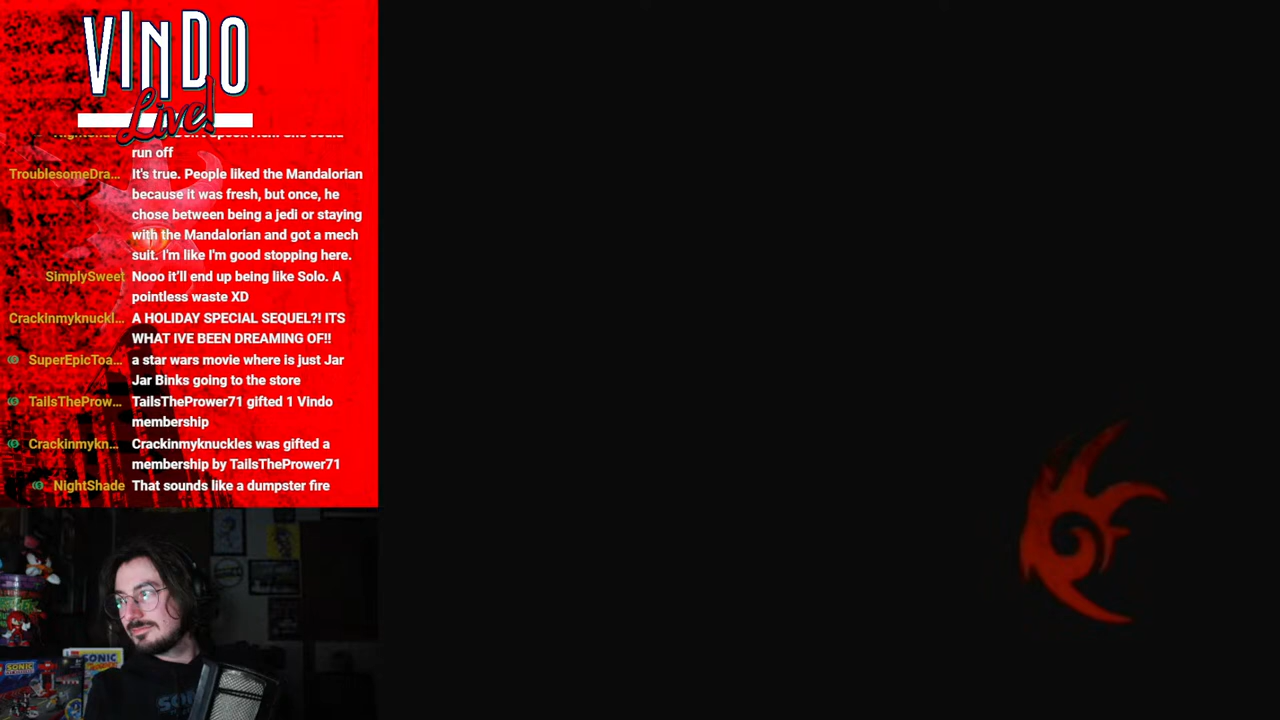 VINDO
Live!
run off
TroublesomeDra… It's true. People liked the Mandalorian
because it was fresh, but once, he
chose between being a jedi or staying
with the Mandalorian and got a mech
suit. I'm like I'm good stopping here.
SimplySweet Nooo it’ll end up being like Solo. A
pointless waste XD
Crackinmyknuckl… A HOLIDAY SPECIAL SEQUEL?! ITS
WHAT IVE BEEN DREAMING OF!!
SuperEpicToa… a star wars movie where is just Jar
Jar Binks going to the store
TailsTheProw… TailsThePrower71 gifted 1 Vindo
membership
Crackinmykn… Crackinmyknuckles was gifted a
membership by TailsThePrower71
NightShade That sounds like a dumpster fire
SONIC
SONIC